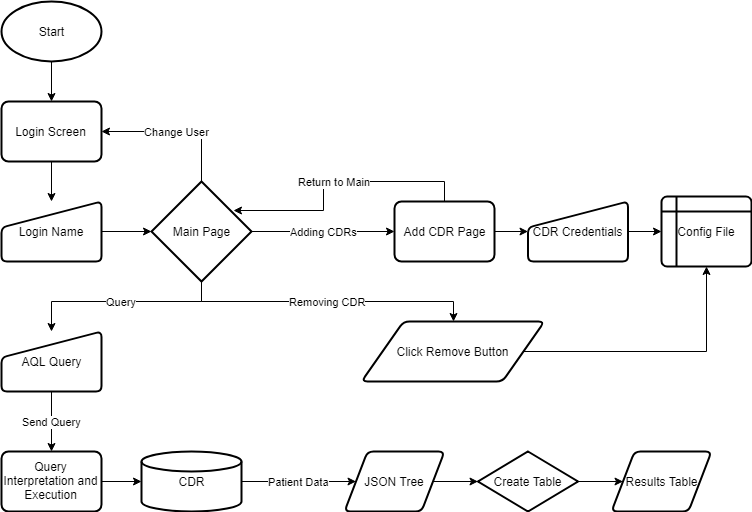 Start
Login Screen
Change User
Return to Main
Login Name
Main Page
Adding CDRs
Add CDR Page
CDR Credentials
Config File
Query
Removing CDR
AQL Query
Click Remove Button
Send Query
Query
Interpretation and
Execution
CDR
Patient Data
JSON Tree
Create Table
Results Table